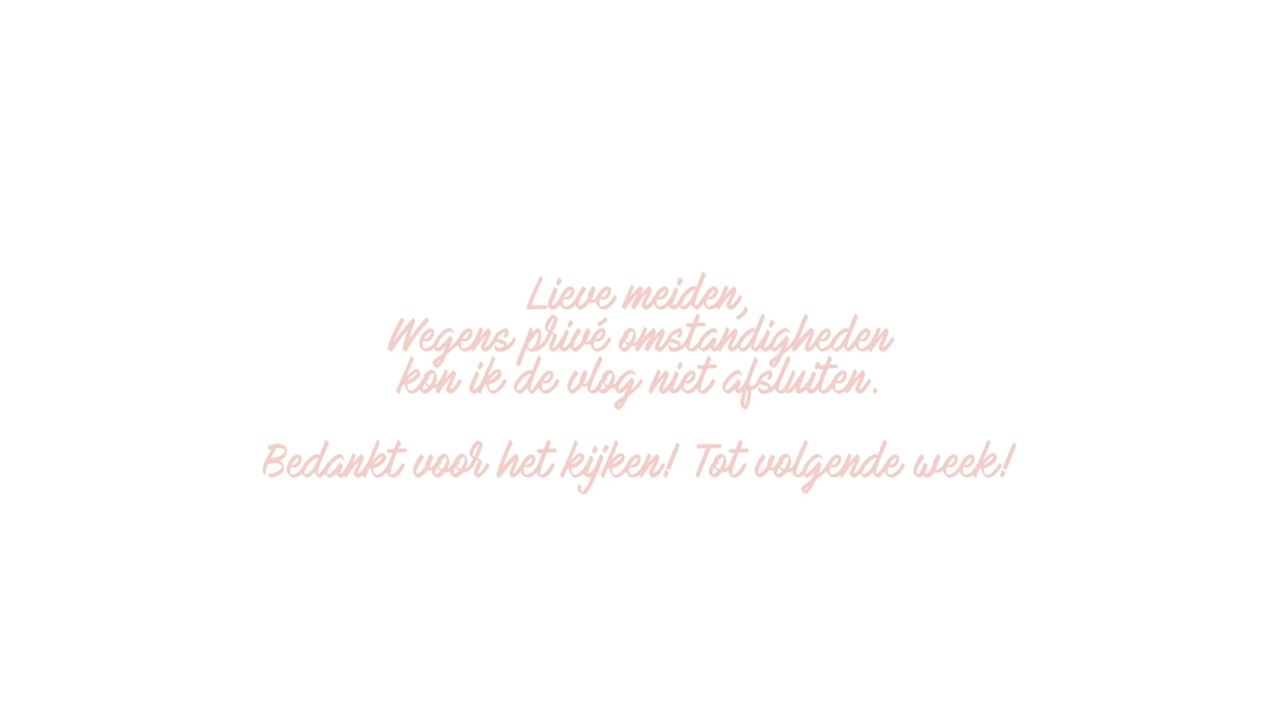 Lieve meiden,
Wegens privé omstandigheden
kon ik de vlog niet afsluiten.
Bedankt voor het kijken! Tot volgende week!